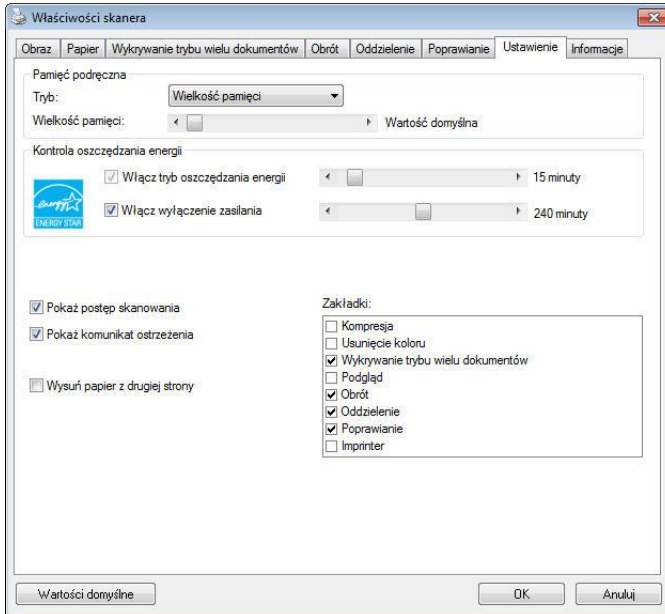 Właściwości skanera
Obraz Papier Wykrywanie trybu wielu dokumentów Obrót Oddzielenie Poprawianie Ustawienie Informacje
Pamięć podręczna
Tryb: Wielkość pamięci
Wielkość pamięci: Wartość domyślna
Kontrola oszczędzania energii
Włącz tryb oszczędzania energii 15 minuty
energy
ENERGY STAR
Włącz wyłączenie zasilania 240 minuty
Pokaż postęp skanowania
Pokaż komunikat ostrzeżenia
Wysuń papier z drugiej strony
Zakładki:
Kompresja
Usunięcie koloru
Wykrywanie trybu wielu dokumentów
Podgląd
Obrót
Oddzielenie
Poprawianie
Imprinter
Wartości domyślne OK Anuluj